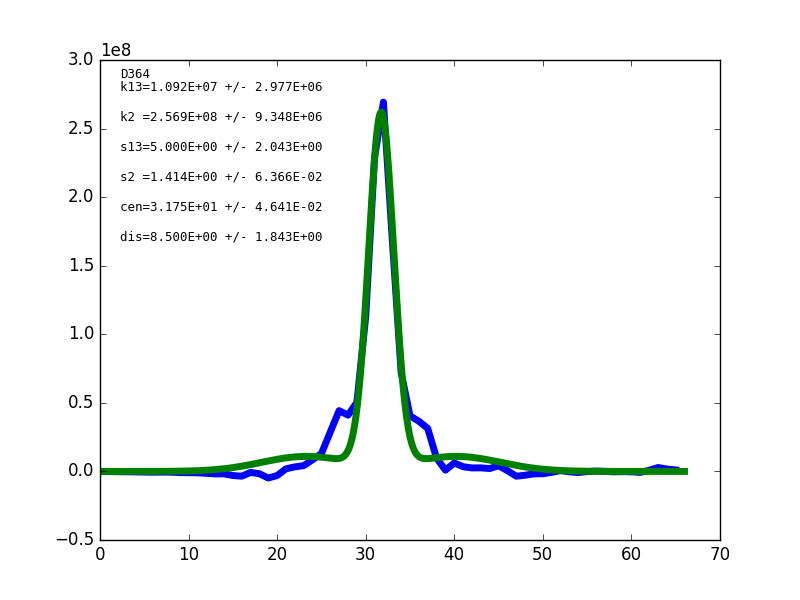 1e8
3.0
D364
k13=1.092E+07 +/- 2.977E+06
k2 =2.569E+08 +/- 9.348E+06
2.5
s13=5.000E+00 +/- 2.043E+00
s2 =1.414E+00 +/- 6.366E-02
2.0
cen=3.175E+01 +/- 4.641E-02
dis=8.500E+00 +/- 1.843E+00
1.5
1.0
0.5
0.0
−0.5
0 10 20 30 40 50 60 70